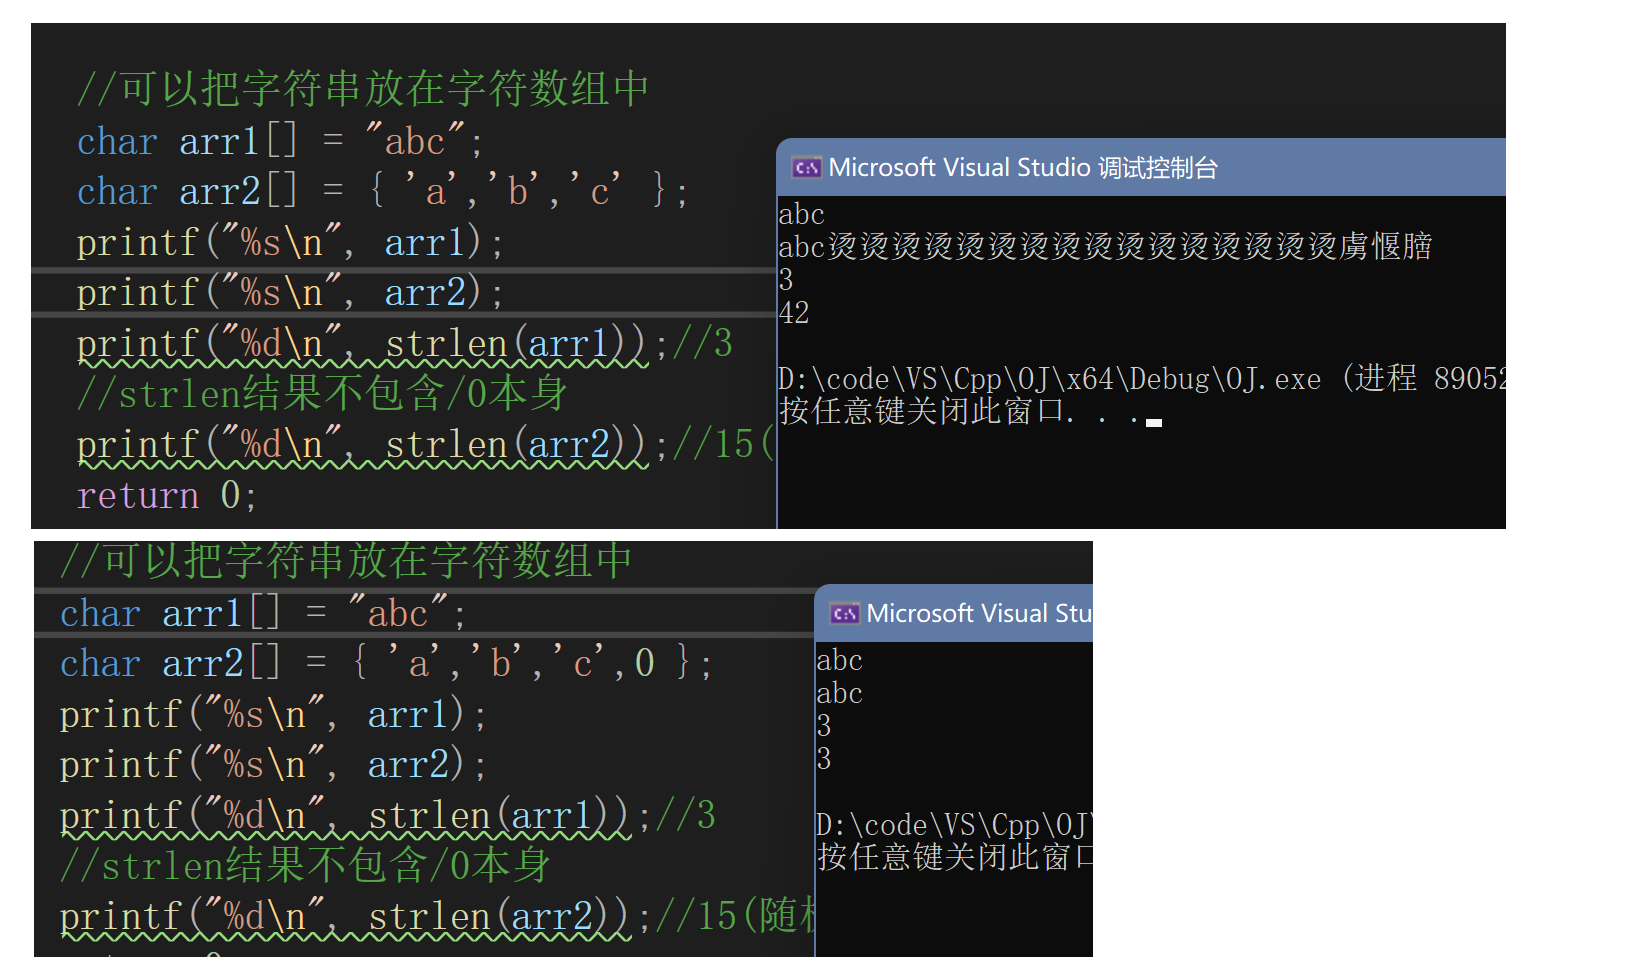 //可以把字符串放在字符数组中
char arr1[] = "abc";
char arr2[] = { 'a','b','c' };
printf("%s\n", arr1);
printf("%s\n", arr2);
printf("%d\n", strlen(arr1));//3
//strlen结果不包含/0本身
printf("%d\n", strlen(arr2));//15(
return 0;
Microsoft Visual Studio 调试控制台
abc
abc烫烫烫烫烫烫烫烫烫烫烫烫烫烫烫烫虏愝膪
3
42
D:\code\VS\Cpp\OJ\x64\Debug\OJ.exe (进程 89052
按任意键关闭此窗口. . .
//可以把字符串放在字符数组中
char arr1[] = "abc";
char arr2[] = { 'a','b','c',0 };
printf("%s\n", arr1);
printf("%s\n", arr2);
printf("%d\n", strlen(arr1));//3
//strlen结果不包含/0本身
printf("%d\n", strlen(arr2));//15(随
Microsoft Visual Stu
abc
abc
3
3
D:\code\VS\Cpp\OJ\
按任意键关闭此窗口